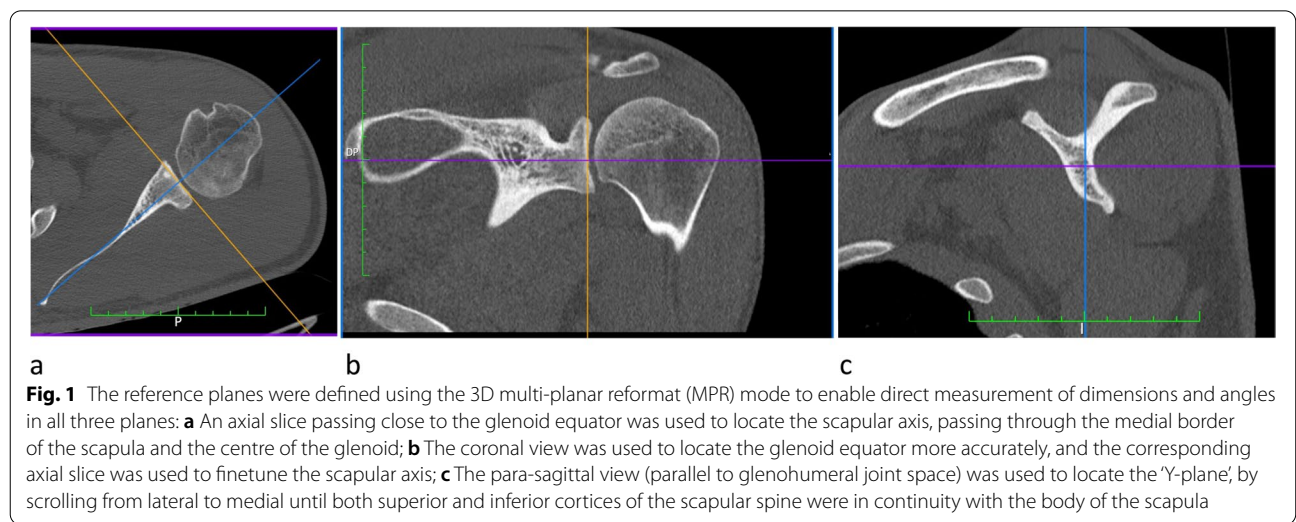 DP
P
I
a
b
c
Fig. 1 The reference planes were defined using the 3D multi-planar reformat (MPR) mode to enable direct measurement of dimensions and angles
in all three planes: a An axial slice passing close to the glenoid equator was used to locate the scapular axis, passing through the medial border
of the scapula and the centre of the glenoid; b The coronal view was used to locate the glenoid equator more accurately, and the corresponding
axial slice was used to finetune the scapular axis; c The para-sagittal view (parallel to glenohumeral joint space) was used to locate the ‘Y-plane’, by
scrolling from lateral to medial until both superior and inferior cortices of the scapular spine were in continuity with the body of the scapula